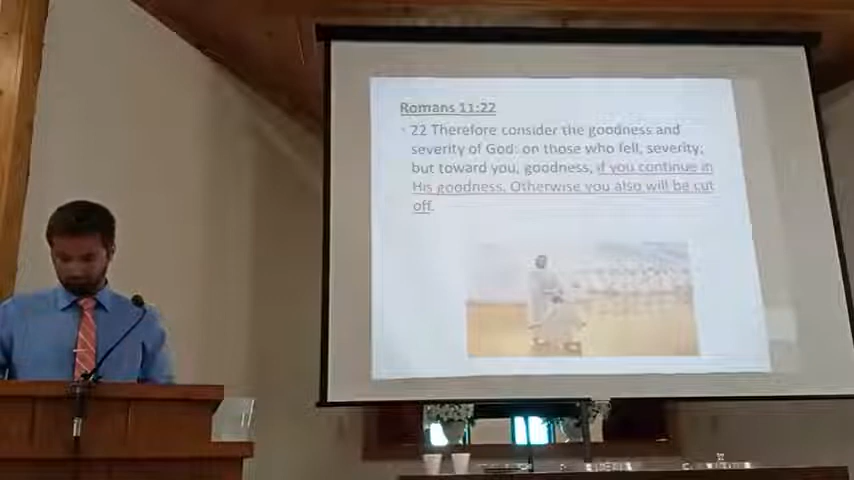 Romans 11:22
22 Therefore consider the goodness and
severity of God: on those who fell, severity;
but toward you, goodness, if you continue in
His goodness. Otherwise you also will be cut
off.